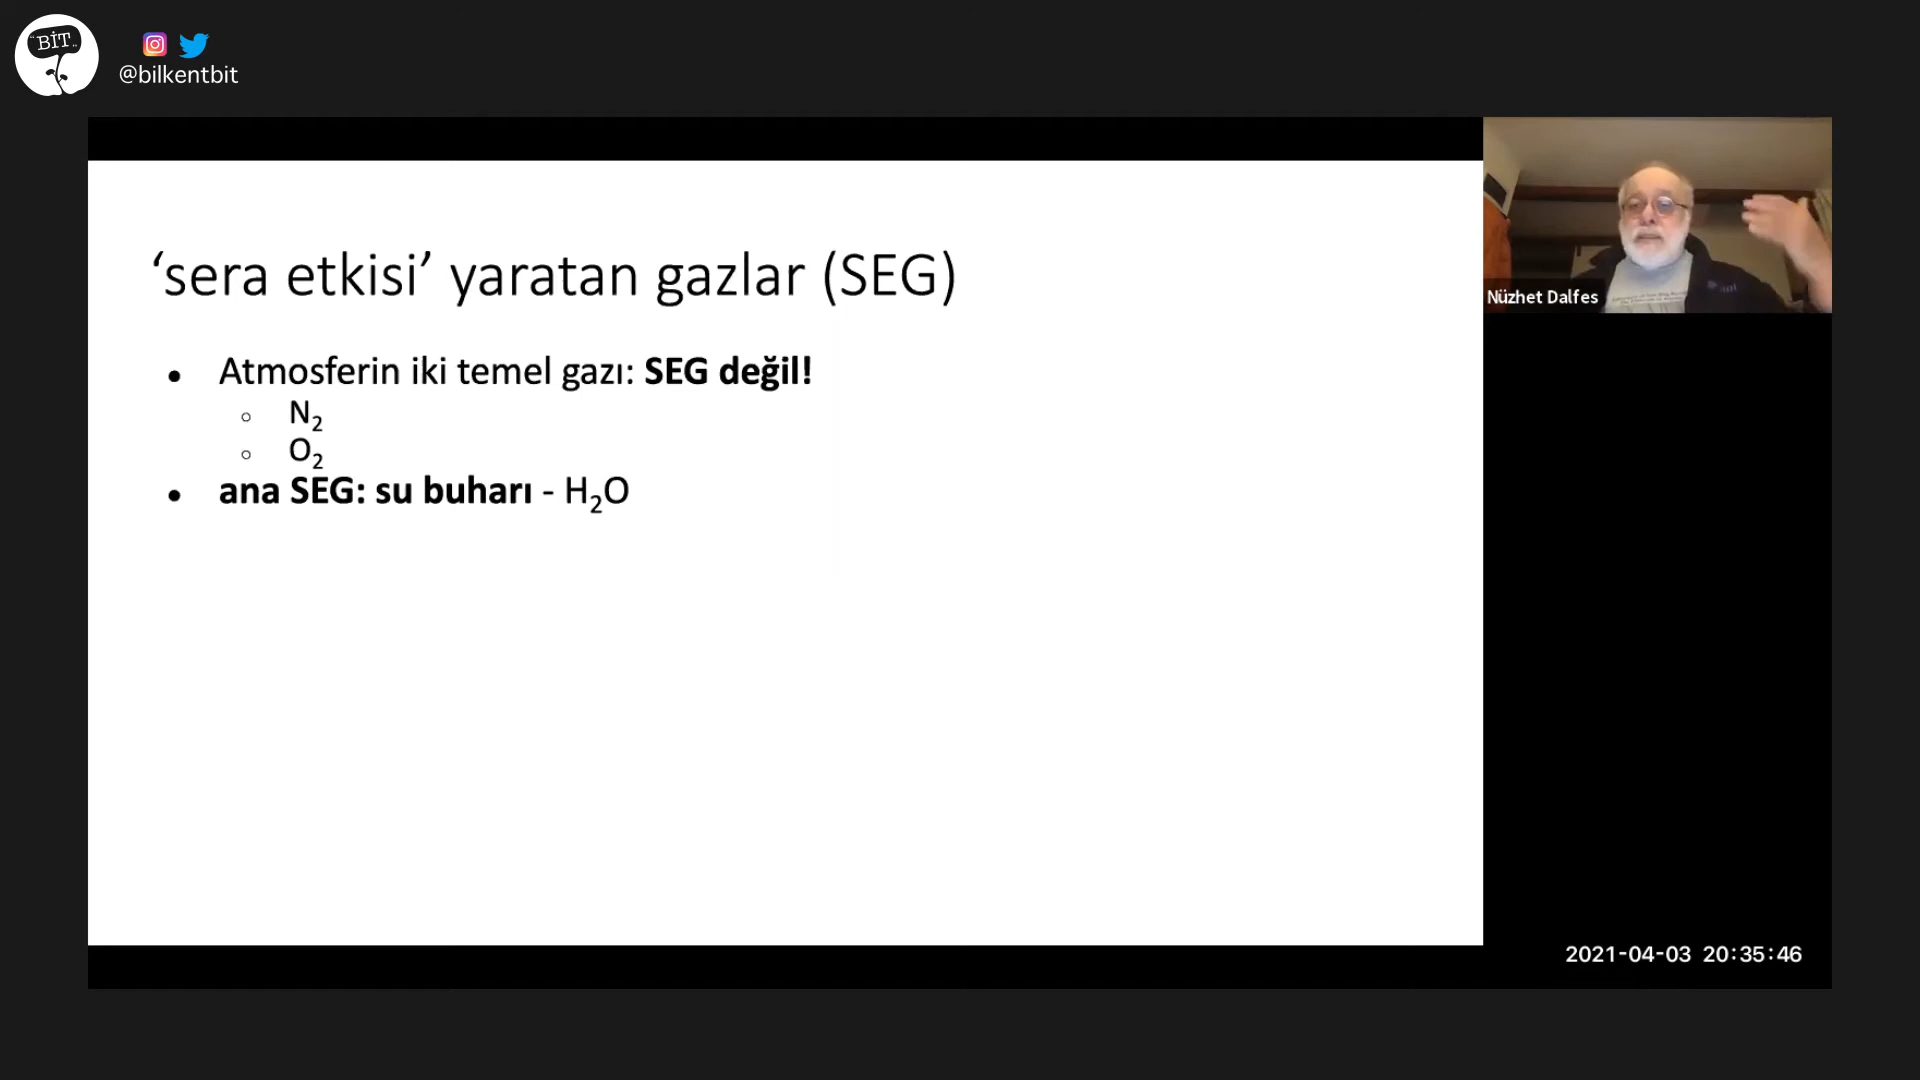 BİT
@bilkentbit
‘sera etkisi’ yaratan gazlar (SEG)
Atmosferin iki temel gazı: SEG değil!
N2
O2
ana SEG: su buharı - H2O
Nüzhet Dalfes
2021-04-03 20:35:46